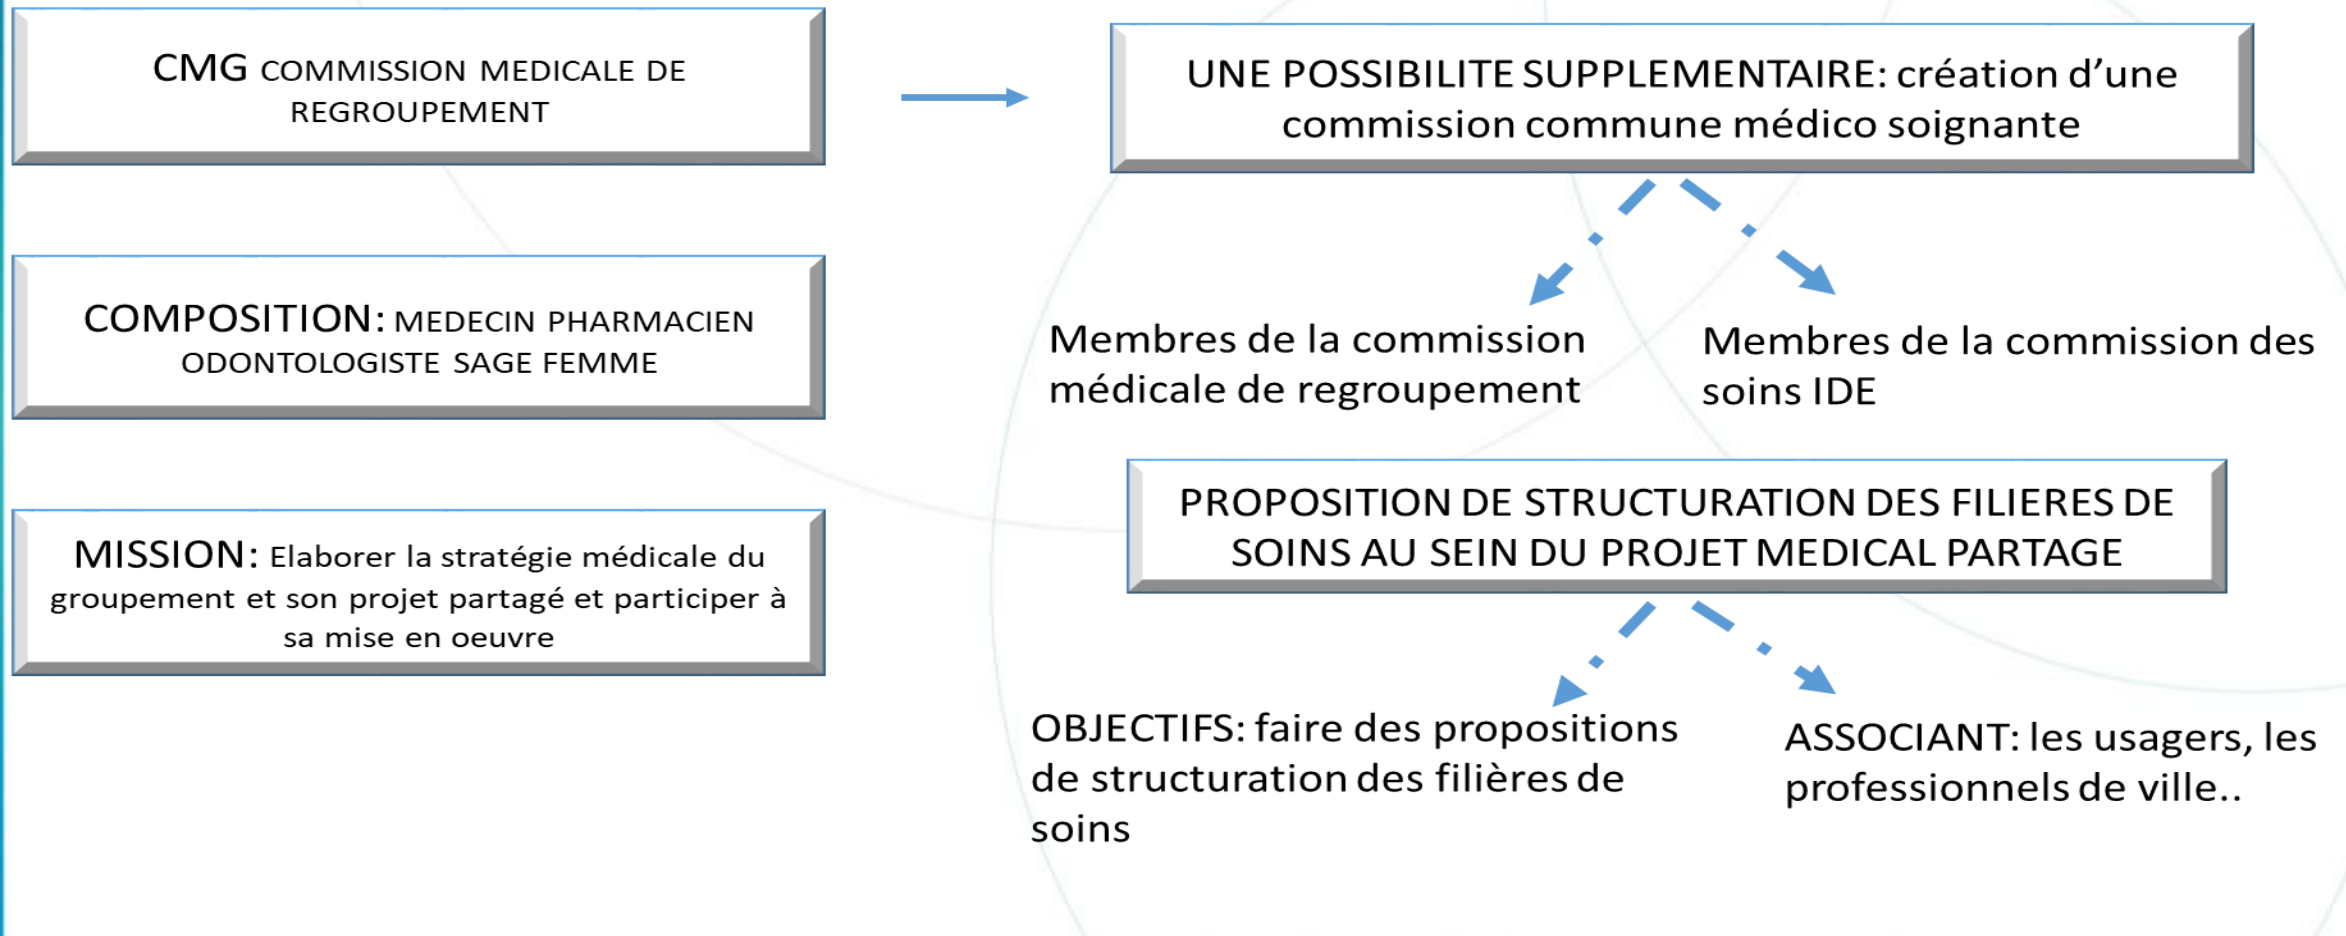 CMG COMMISSION MEDICALE DE
REGROUPEMENT
COMPOSITION: MEDECIN PHARMACIEN
ODONTOLOGISTE SAGE FEMME
MISSION: Elaborer la stratégie médicale du
groupement et son projet partagé et participer à
sa mise en oeuvre
UNE POSSIBILITE SUPPLEMENTAIRE: création d’une
commission commune médico soignante
Membres de la commission
médicale de regroupement
Membres de la commission des
soins IDE
PROPOSITION DE STRUCTURATION DES FILIERES DE
SOINS AU SEIN DU PROJET MEDICAL PARTAGE
OBJECTIFS: faire des propositions
de structuration des filières de
soins
ASSOCIANT: les usagers, les
professionnels de ville..